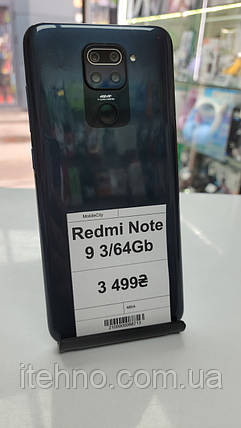 MobileCity
Redmi Note
9 3/64Gb
3 499₴
itehno.com.ua